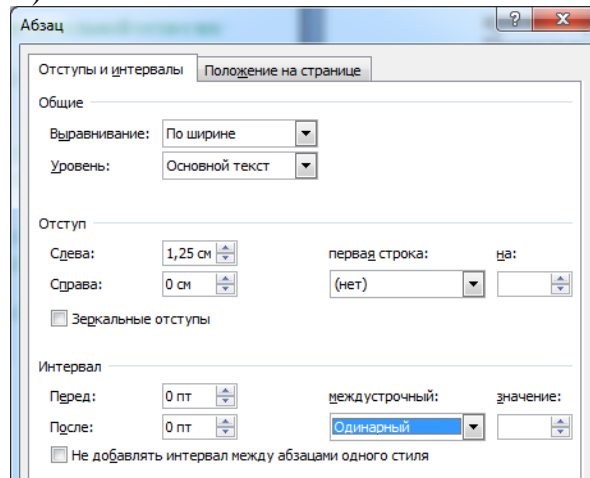 Абзац
Отступы и интервалы Положение на странице
Общие
Выравнивание: По ширине
Уровень: Основной текст
Отступ
Слева: 1,25 см первая строка: на:
Справа: 0 см (нет)
Зеркальные отступы
Интервал
Перед: 0 пт междустрочный: значение:
После: 0 пт Одинарный
Не добавлять интервал между абзацами одного стиля